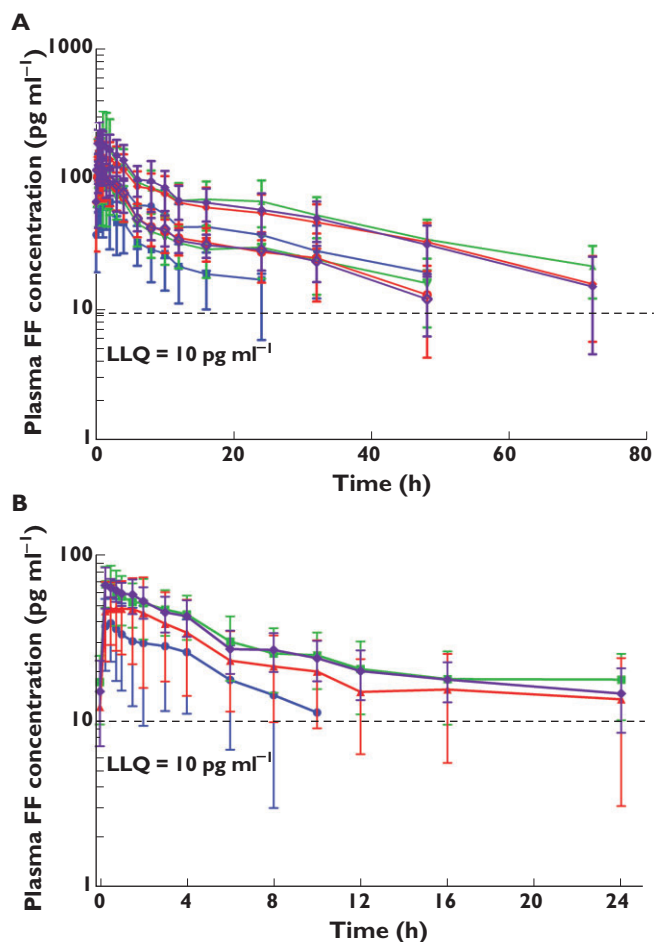 A
Plasma FF concentration (pg ml⁻¹)
1000
100
10
1
LLQ = 10 pg ml⁻¹
0 20 40 60 80
Time (h)
B
Plasma FF concentration (pg ml⁻¹)
100
10
1
LLQ = 10 pg ml⁻¹
0 4 8 12 16 20 24
Time (h)